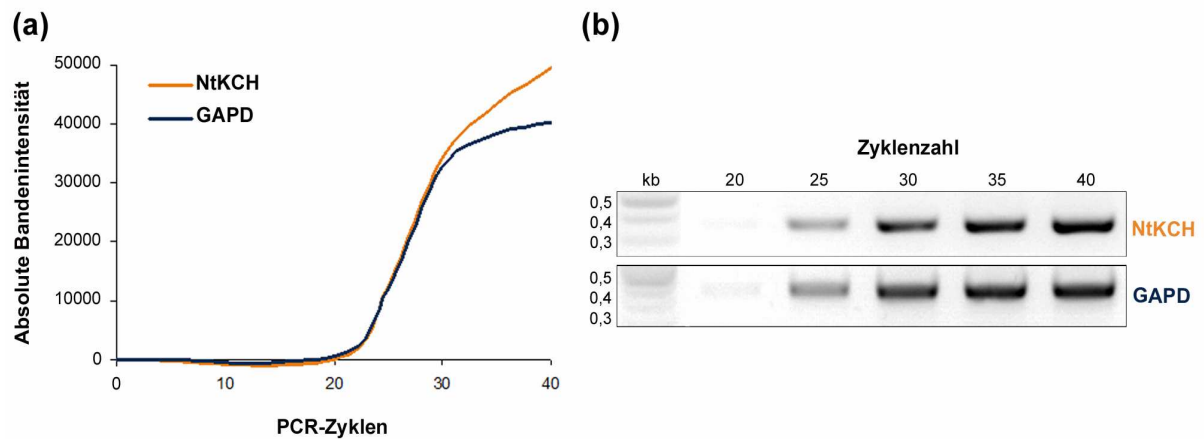 (a)
50000
40000
30000
20000
10000
0
Absolute Bandenintensität
NtKCH
GAPD
0 10 20 30 40
PCR-Zyklen
(b)
Zyklenzahl
kb 20 25 30 35 40
0,5
0,4
0,3
NtKCH
0,5
0,4
0,3
GAPD